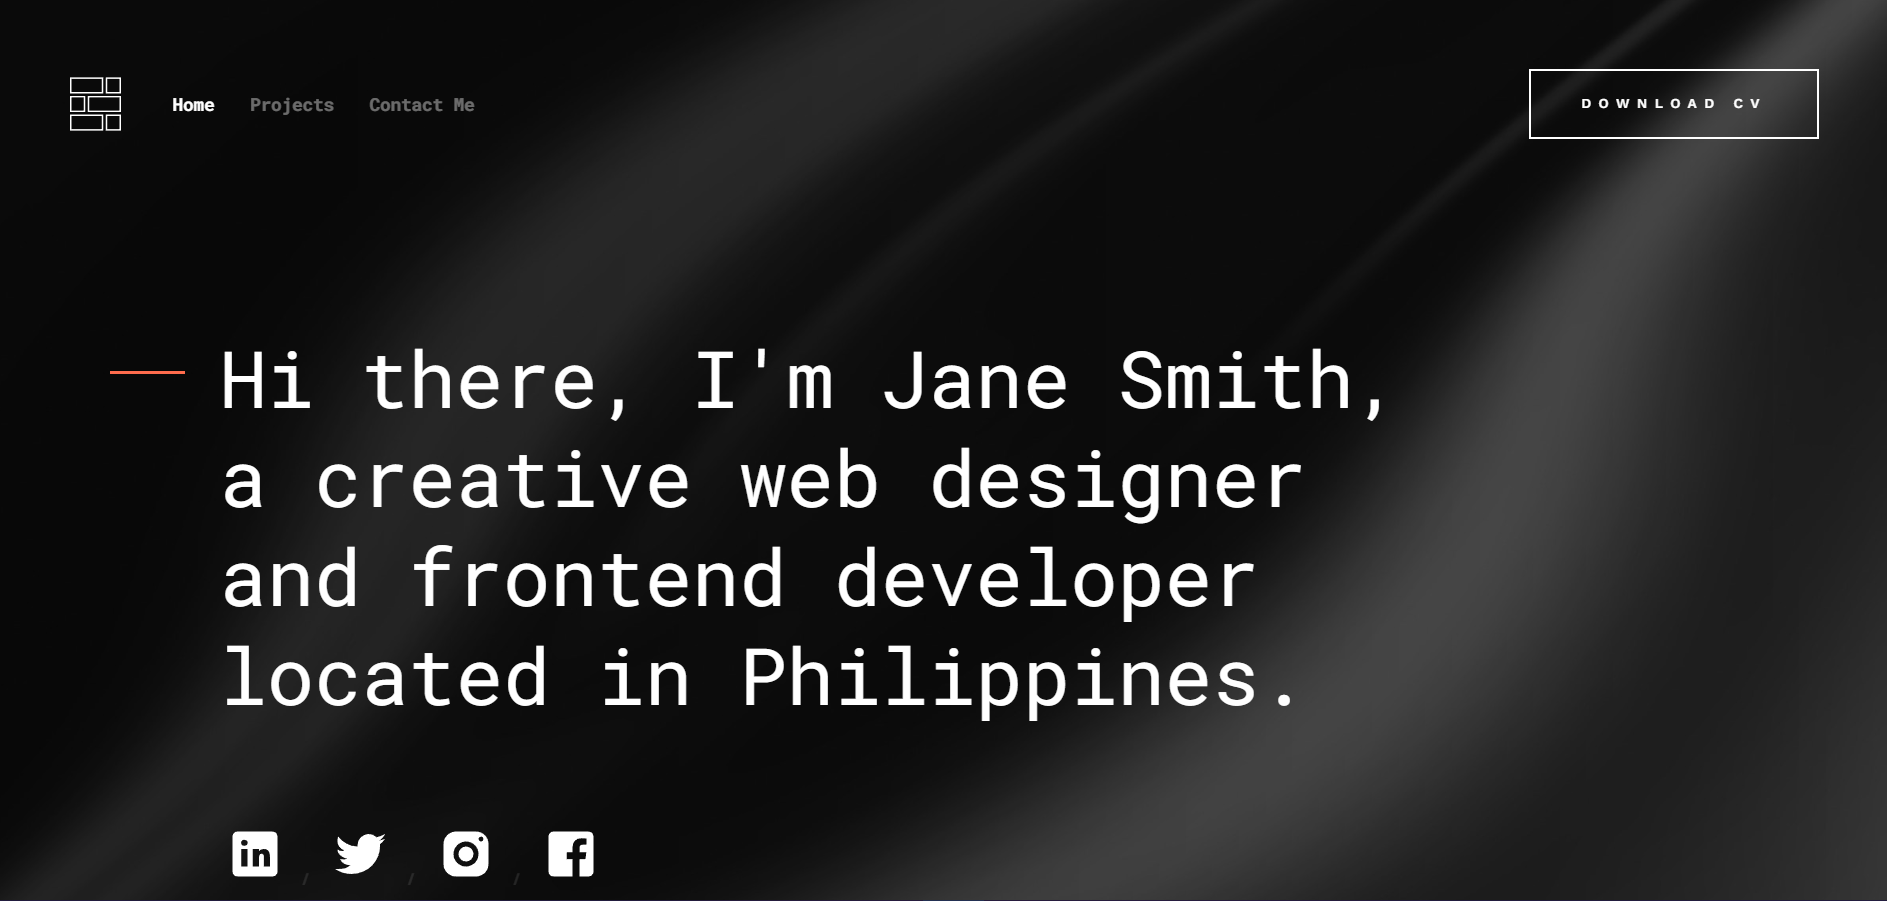 Home Projects Contact Me DOWNLOAD CV
Hi there, I'm Jane Smith,
a creative web designer
and frontend developer
located in Philippines.
in / / /